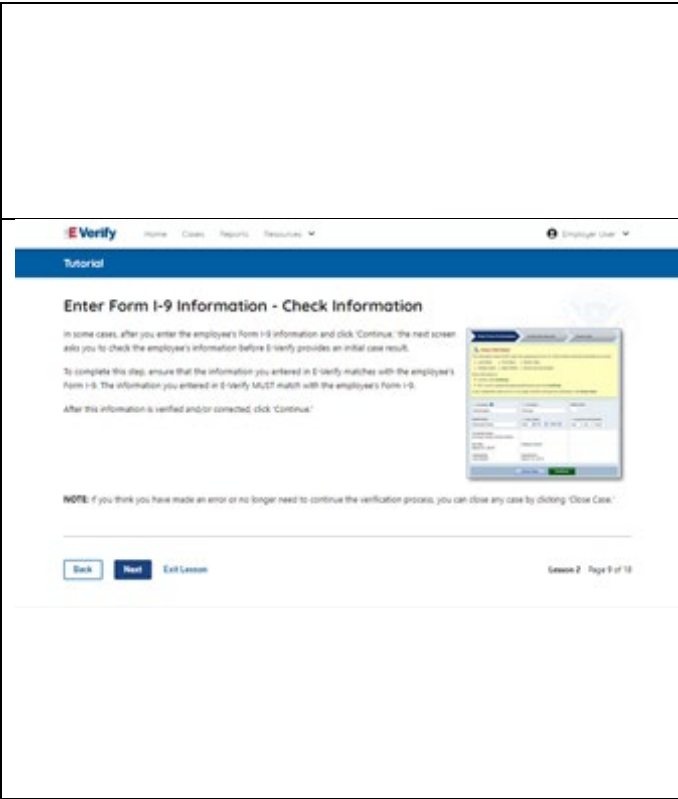 E-Verify Home Cases Reports Resources Employer User
Tutorial
Enter Form I-9 Information - Check Information
In some cases, after you enter the employee's Form I-9 information and click 'Continue,' the next screen
asks you to check the employee's information before E-Verify provides an initial case result.
To complete this step, ensure that the information you entered in E-Verify matches with the employee's
Form I-9. The information you entered in E-Verify MUST match with the employee's Form I-9.
After this information is verified and/or corrected, click 'Continue.'
NOTE: If you think you have made an error or no longer need to continue the verification process, you can close any case by clicking 'Close Case.'
Back Next Exit Lesson Lesson 2 Page 9 of 18